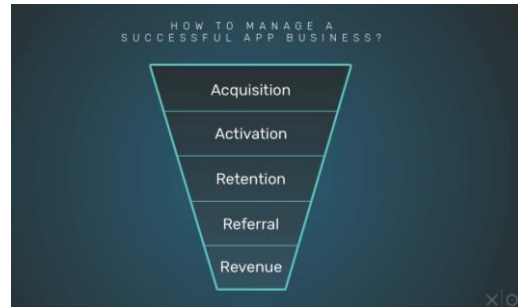 HOW TO MANAGE A
SUCCESSFUL APP BUSINESS?
Acquisition
Activation
Retention
Referral
Revenue
X|O